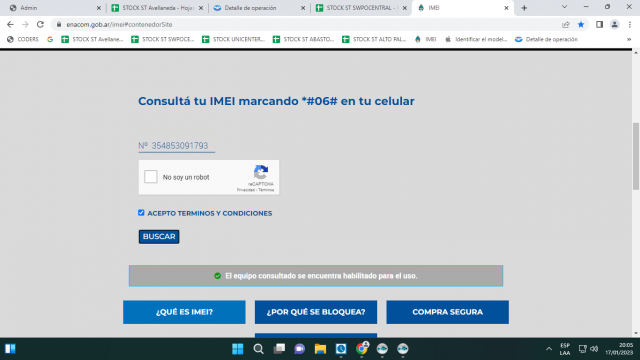 Admin
STOCK ST Avellaneda - Hoja
Detalle de operación
STOCK ST SWPOCENTRAL -
IMEI
enacom.gob.ar/imei#contenedorSite
CODERS
G
STOCK ST Avellane...
STOCK ST SWPOCE...
STOCK UNICENTER...
STOCK ST ABASTO...
STOCK ST ALTO PAL...
IMEI
Identificar el model...
Detalle de operación
Consultá tu IMEI marcando *#06# en tu celular
Nº 354853091793
No soy un robot
reCAPTCHA
Privacidad - Términos
ACEPTO TERMINOS Y CONDICIONES
BUSCAR
El equipo consultado se encuentra habilitado para el uso.
¿QUÉ ES IMEI?
¿POR QUÉ SE BLOQUEA?
COMPRA SEGURA
ESP
LAA
20:05
17/01/2023